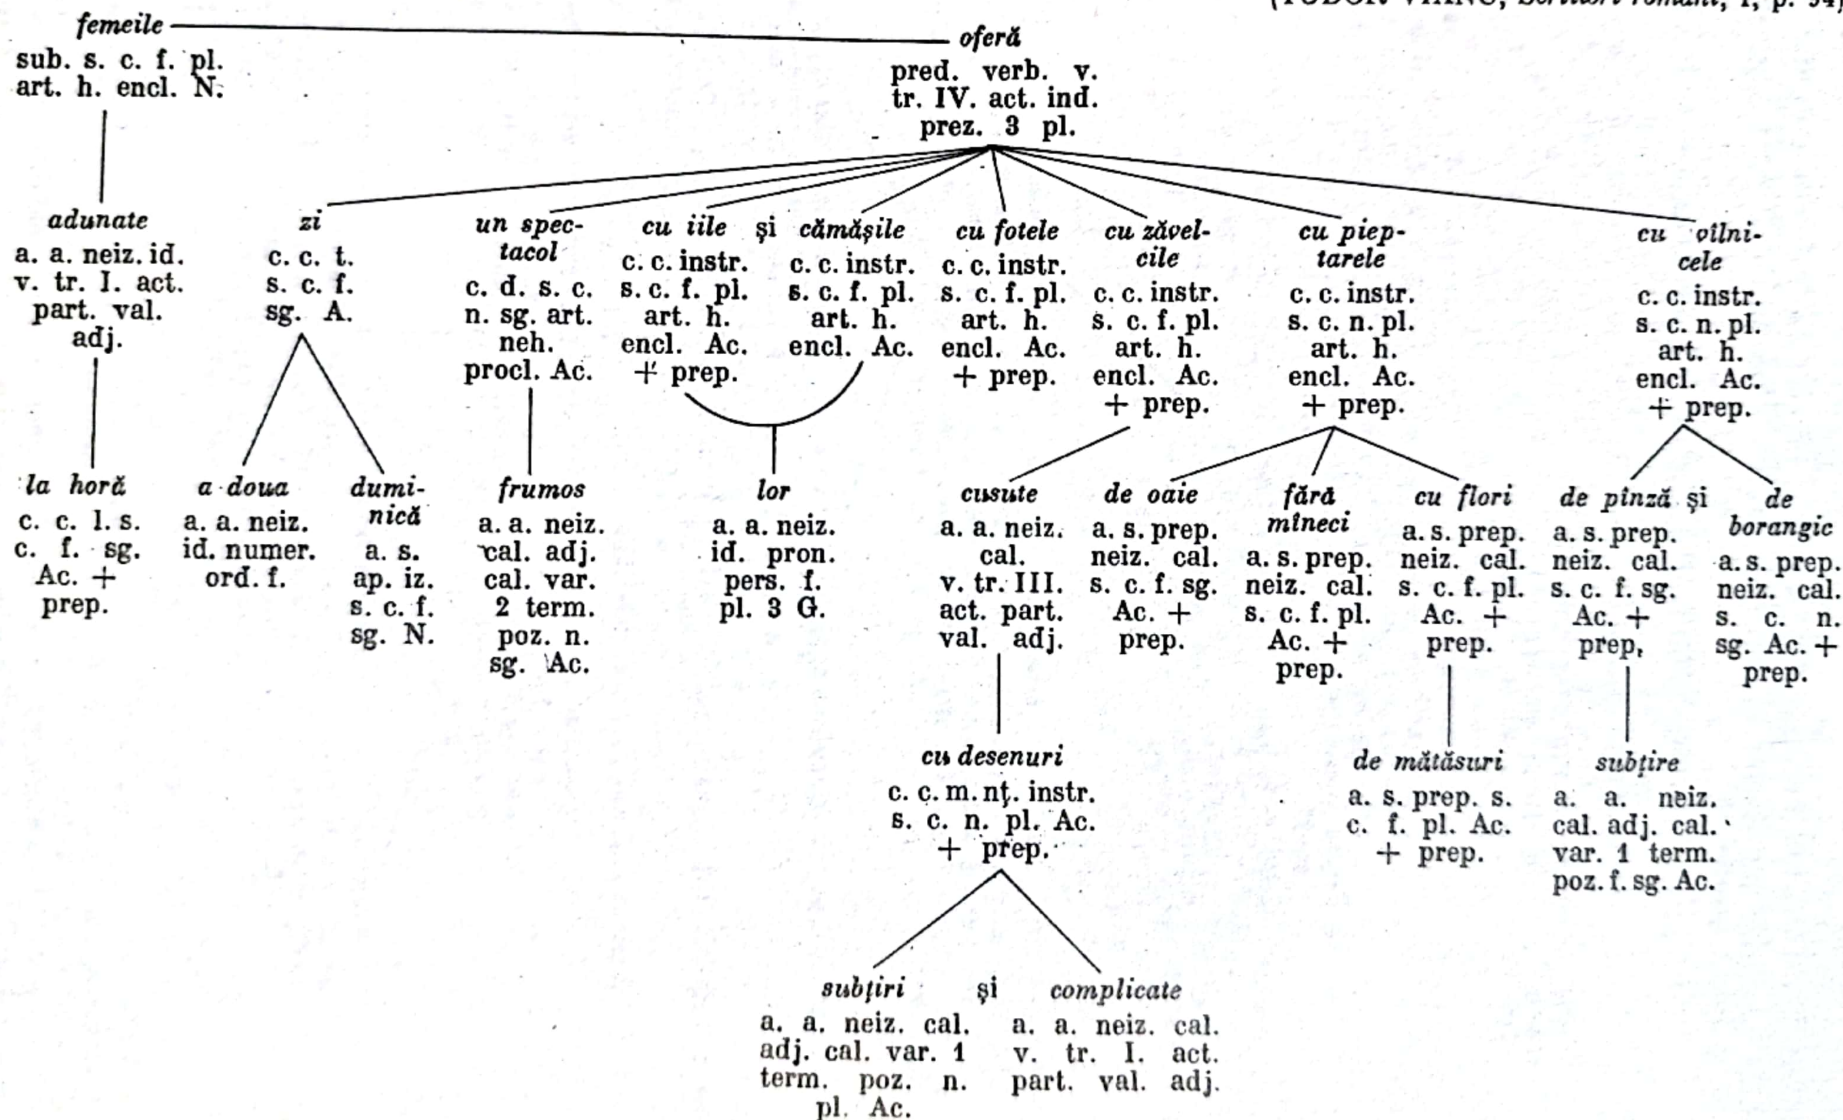 (TUDOR VIANU, Scriitori români, I, p. 54)
femeile
sub. s. c. f. pl.
art. h. encl. N.
oferă
pred. verb. v.
tr. IV. act. ind.
prez. 3 pl.
adunate
a. a. neiz. id.
v. tr. I. act.
part. val.
adj.
zi
c. c. t.
s. c. f.
sg. A.
un spec-
tacol
c. d. s. c.
n. sg. art.
neh.
procl. Ac.
cu iile și cămășile
c. c. instr.
s. c. f. pl.
art. h.
encl. Ac.
+ prep.
c. c. instr.
s. c. f. pl.
art. h.
encl. Ac.
cu fotele
c. c. instr.
s. c. f. pl.
art. h.
encl. Ac.
+ prep.
cu zăvel-
cile
c. c. instr.
s. c. f. pl.
art. h.
encl. Ac.
+ prep.
cu piep-
tarele
c. c. instr.
s. c. n. pl.
art. h.
encl. Ac.
+ prep.
cu vîlni-
cele
c. c. instr.
s. c. n. pl.
art. h.
encl. Ac.
+ prep.
la horă
c. c. l. s.
c. f. sg.
Ac. +
prep.
a doua
a. a. neiz.
id. numer.
ord. f.
dumi-
nică
a. s.
ap. iz.
s. c. f.
sg. N.
frumos
a. a. neiz.
cal. adj.
cal. var.
2 term.
poz. n.
sg. Ac.
lor
a. a. neiz.
id. pron.
pers. f.
pl. 3 G.
cusute
a. a. neiz.
cal.
v. tr. III.
act. part.
val. adj.
de oaie
a. s. prep.
neiz. cal.
s. c. f. sg.
Ac. +
prep.
fără
mîneci
a. s. prep.
neiz. cal.
s. c. f. pl.
Ac. +
prep.
cu flori
a. s. prep.
neiz. cal.
s. c. f. pl.
Ac. +
prep.
de pînză și
a. s. prep.
neiz. cal.
s. c. f. sg.
Ac. +
prep.
de
borangic
a. s. prep.
neiz. cal.
s. c. n.
sg. Ac. +
prep.
cu desenuri
c. c. m. nț. instr.
s. c. n. pl. Ac.
+ prep.
de mătăsuri
a. s. prep. s.
c. f. pl. Ac.
+ prep.
subțire
a. a. neiz.
cal. adj. cal.
var. 1 term.
poz. f. sg. Ac.
subțiri și complicate
a. a. neiz. cal.
adj. cal. var. 1
term. poz. n.
pl. Ac.
a. a. neiz. cal.
v. tr. I. act.
part. val. adj.